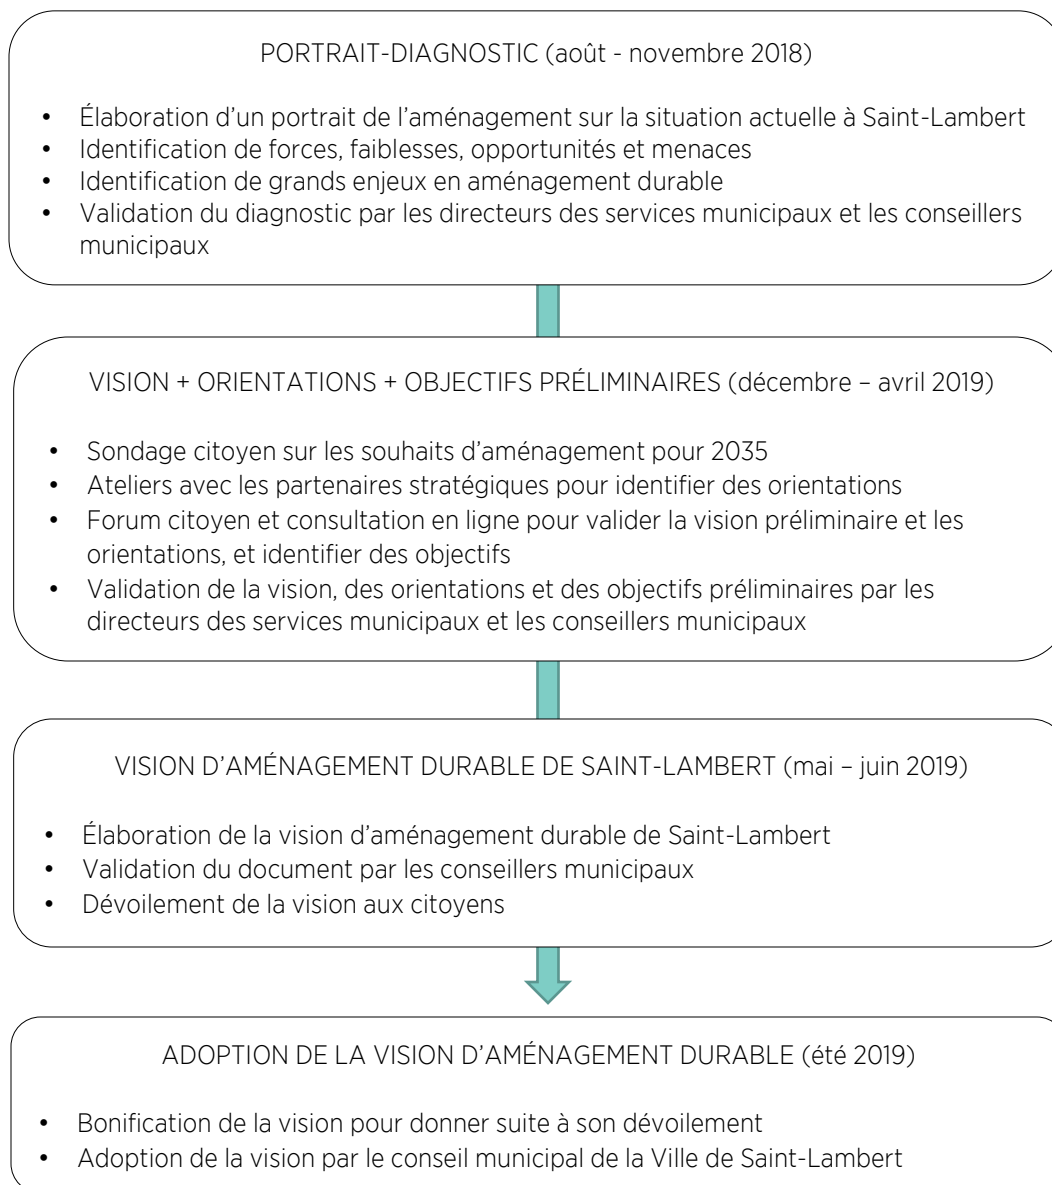 PORTRAIT-DIAGNOSTIC (août - novembre 2018)
• Élaboration d'un portrait de l'aménagement sur la situation actuelle à Saint-Lambert
• Identification de forces, faiblesses, opportunités et menaces
• Identification de grands enjeux en aménagement durable
• Validation du diagnostic par les directeurs des services municipaux et les conseillers
municipaux
VISION + ORIENTATIONS + OBJECTIFS PRÉLIMINAIRES (décembre – avril 2019)
• Sondage citoyen sur les souhaits d'aménagement pour 2035
• Ateliers avec les partenaires stratégiques pour identifier des orientations
• Forum citoyen et consultation en ligne pour valider la vision préliminaire et les
orientations, et identifier des objectifs
• Validation de la vision, des orientations et des objectifs préliminaires par les
directeurs des services municipaux et les conseillers municipaux
VISION D'AMÉNAGEMENT DURABLE DE SAINT-LAMBERT (mai – juin 2019)
• Élaboration de la vision d'aménagement durable de Saint-Lambert
• Validation du document par les conseillers municipaux
• Dévoilement de la vision aux citoyens
ADOPTION DE LA VISION D'AMÉNAGEMENT DURABLE (été 2019)
• Bonification de la vision pour donner suite à son dévoilement
• Adoption de la vision par le conseil municipal de la Ville de Saint-Lambert